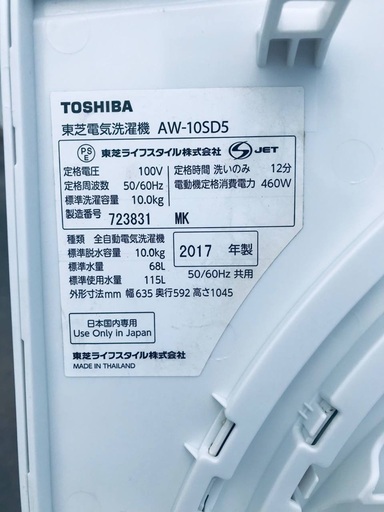 TOSHIBA
東芝電気洗濯機 AW-10SD5
PS E 東芝ライフスタイル株式会社 S JET
定格電圧 100V 定格時間 洗いのみ 12分
定格周波数 50/60Hz 電動機定格消費電力 460W
標準洗濯容量 10.0kg
製造番号 723831 MK
種類 全自動電気洗濯機
標準脱水容量 10.0kg 2017 年製
標準水量 68L
標準使用水量 115L 50/60Hz 共用
外形寸法mm 幅635 奥行592 高さ1045
日本国内専用
Use Only in Japan
東芝ライフスタイル株式会社
MADE IN THAILAND